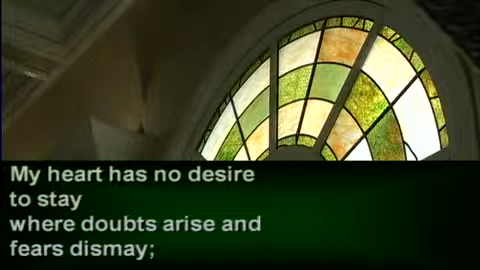 My heart has no desire
to stay
where doubts arise and
fears dismay;